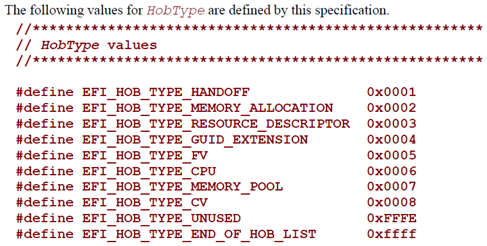 The following values for HobType are defined by this specification.
//******************************************************
// HobType values
//******************************************************
#define EFI_HOB_TYPE_HANDOFF 0x0001
#define EFI_HOB_TYPE_MEMORY_ALLOCATION 0x0002
#define EFI_HOB_TYPE_RESOURCE_DESCRIPTOR 0x0003
#define EFI_HOB_TYPE_GUID_EXTENSION 0x0004
#define EFI_HOB_TYPE_FV 0x0005
#define EFI_HOB_TYPE_CPU 0x0006
#define EFI_HOB_TYPE_MEMORY_POOL 0x0007
#define EFI_HOB_TYPE_CV 0x0008
#define EFI_HOB_TYPE_UNUSED 0xFFFE
#define EFI_HOB_TYPE_END_OF_HOB_LIST 0xffff